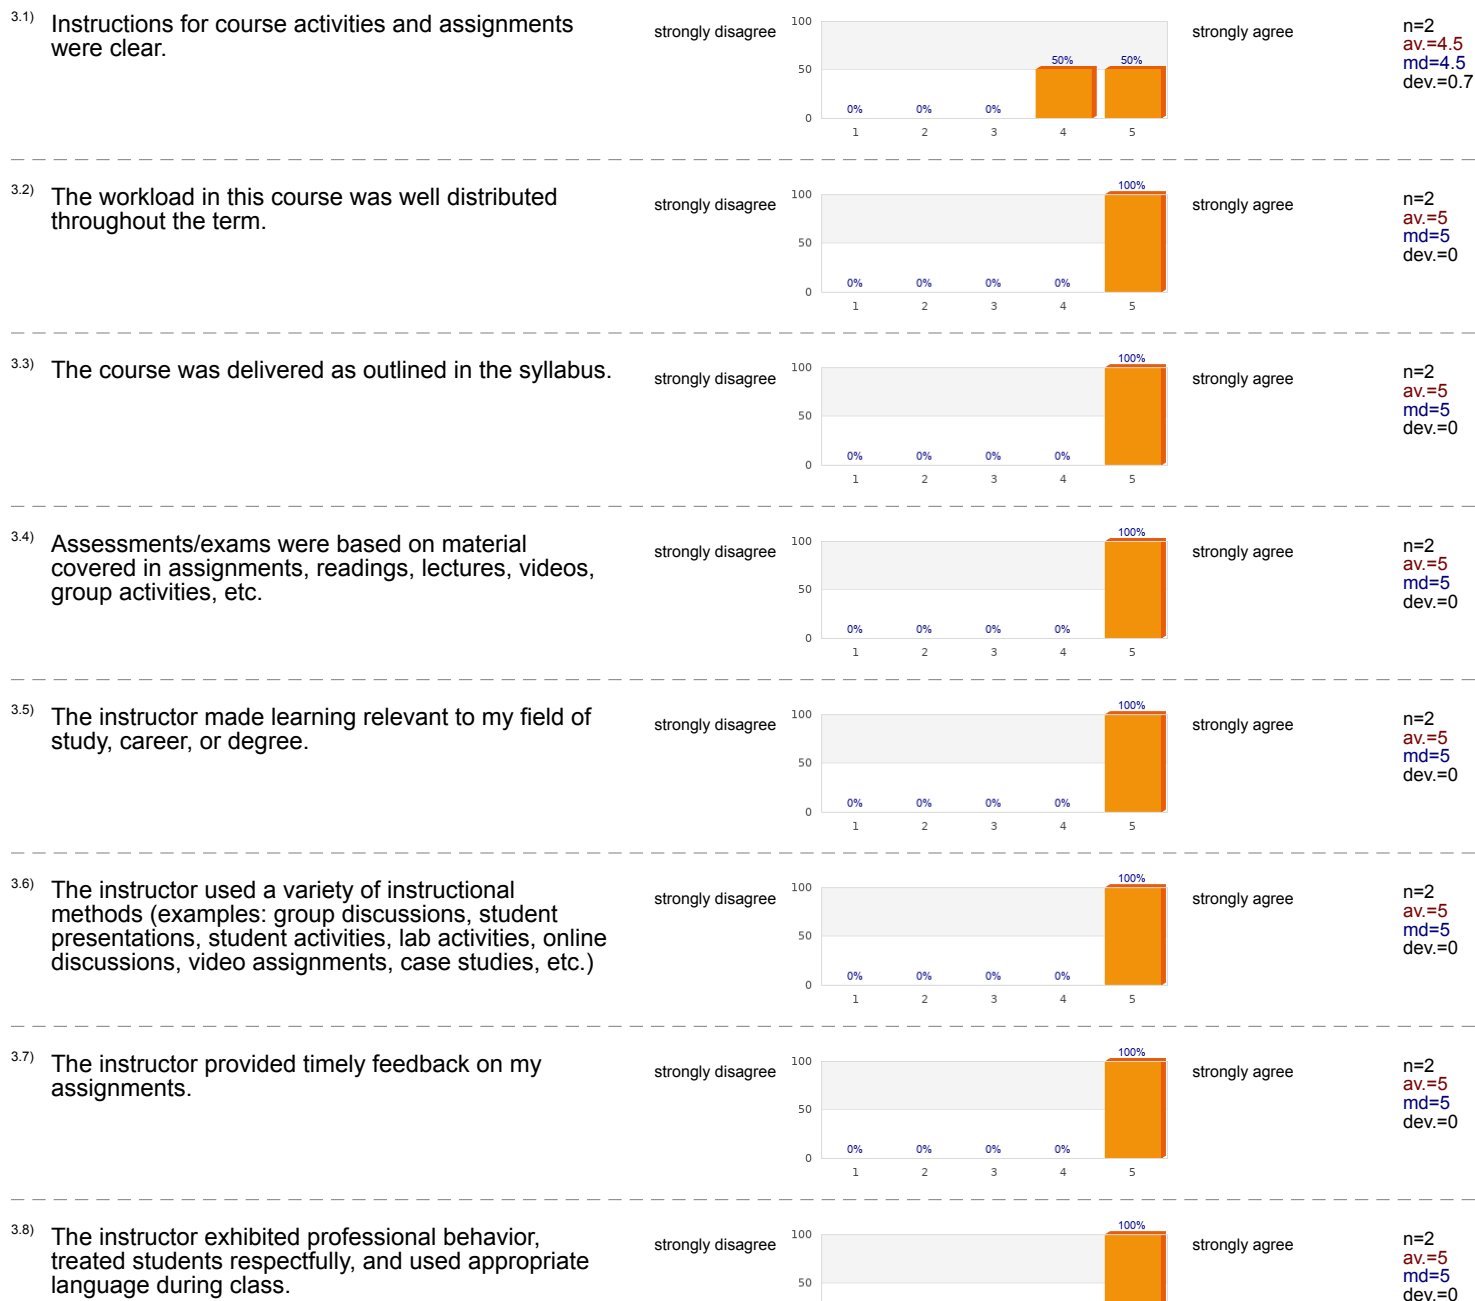 3.1) Instructions for course activities and assignments
were clear.
strongly disagree
100
50
0
0%
0%
0%
50%
50%
1
2
3
4
5
strongly agree
n=2
av.=4.5
md=4.5
dev.=0.7
3.2) The workload in this course was well distributed
throughout the term.
strongly disagree
100
50
0
0%
0%
0%
0%
100%
1
2
3
4
5
strongly agree
n=2
av.=5
md=5
dev.=0
3.3) The course was delivered as outlined in the syllabus.
strongly disagree
100
50
0
0%
0%
0%
0%
100%
1
2
3
4
5
strongly agree
n=2
av.=5
md=5
dev.=0
3.4) Assessments/exams were based on material
covered in assignments, readings, lectures, videos,
group activities, etc.
strongly disagree
100
50
0
0%
0%
0%
0%
100%
1
2
3
4
5
strongly agree
n=2
av.=5
md=5
dev.=0
3.5) The instructor made learning relevant to my field of
study, career, or degree.
strongly disagree
100
50
0
0%
0%
0%
0%
100%
1
2
3
4
5
strongly agree
n=2
av.=5
md=5
dev.=0
3.6) The instructor used a variety of instructional
methods (examples: group discussions, student
presentations, student activities, lab activities, online
discussions, video assignments, case studies, etc.)
strongly disagree
100
50
0
0%
0%
0%
0%
100%
1
2
3
4
5
strongly agree
n=2
av.=5
md=5
dev.=0
3.7) The instructor provided timely feedback on my
assignments.
strongly disagree
100
50
0
0%
0%
0%
0%
100%
1
2
3
4
5
strongly agree
n=2
av.=5
md=5
dev.=0
3.8) The instructor exhibited professional behavior,
treated students respectfully, and used appropriate
language during class.
strongly disagree
100
50
100%
strongly agree
n=2
av.=5
md=5
dev.=0